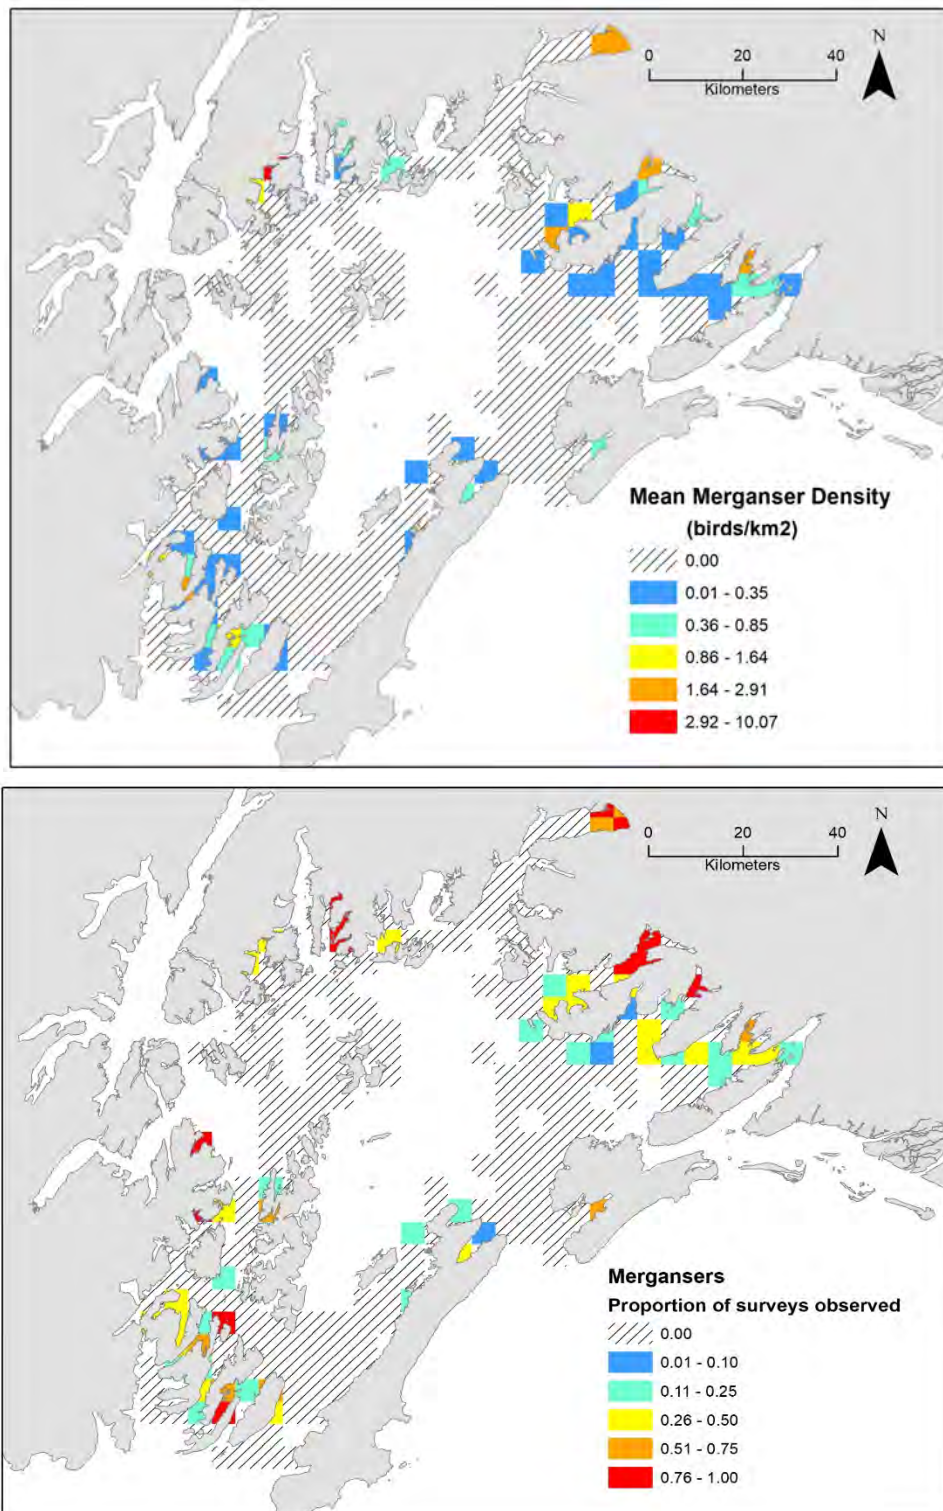 N
0 20 40
Kilometers
Mean Merganser Density
(birds/km2)
0.00
0.01 - 0.35
0.36 - 0.85
0.86 - 1.64
1.64 - 2.91
2.92 - 10.07
N
0 20 40
Kilometers
Mergansers
Proportion of surveys observed
0.00
0.01 - 0.10
0.11 - 0.25
0.26 - 0.50
0.51 - 0.75
0.76 - 1.00